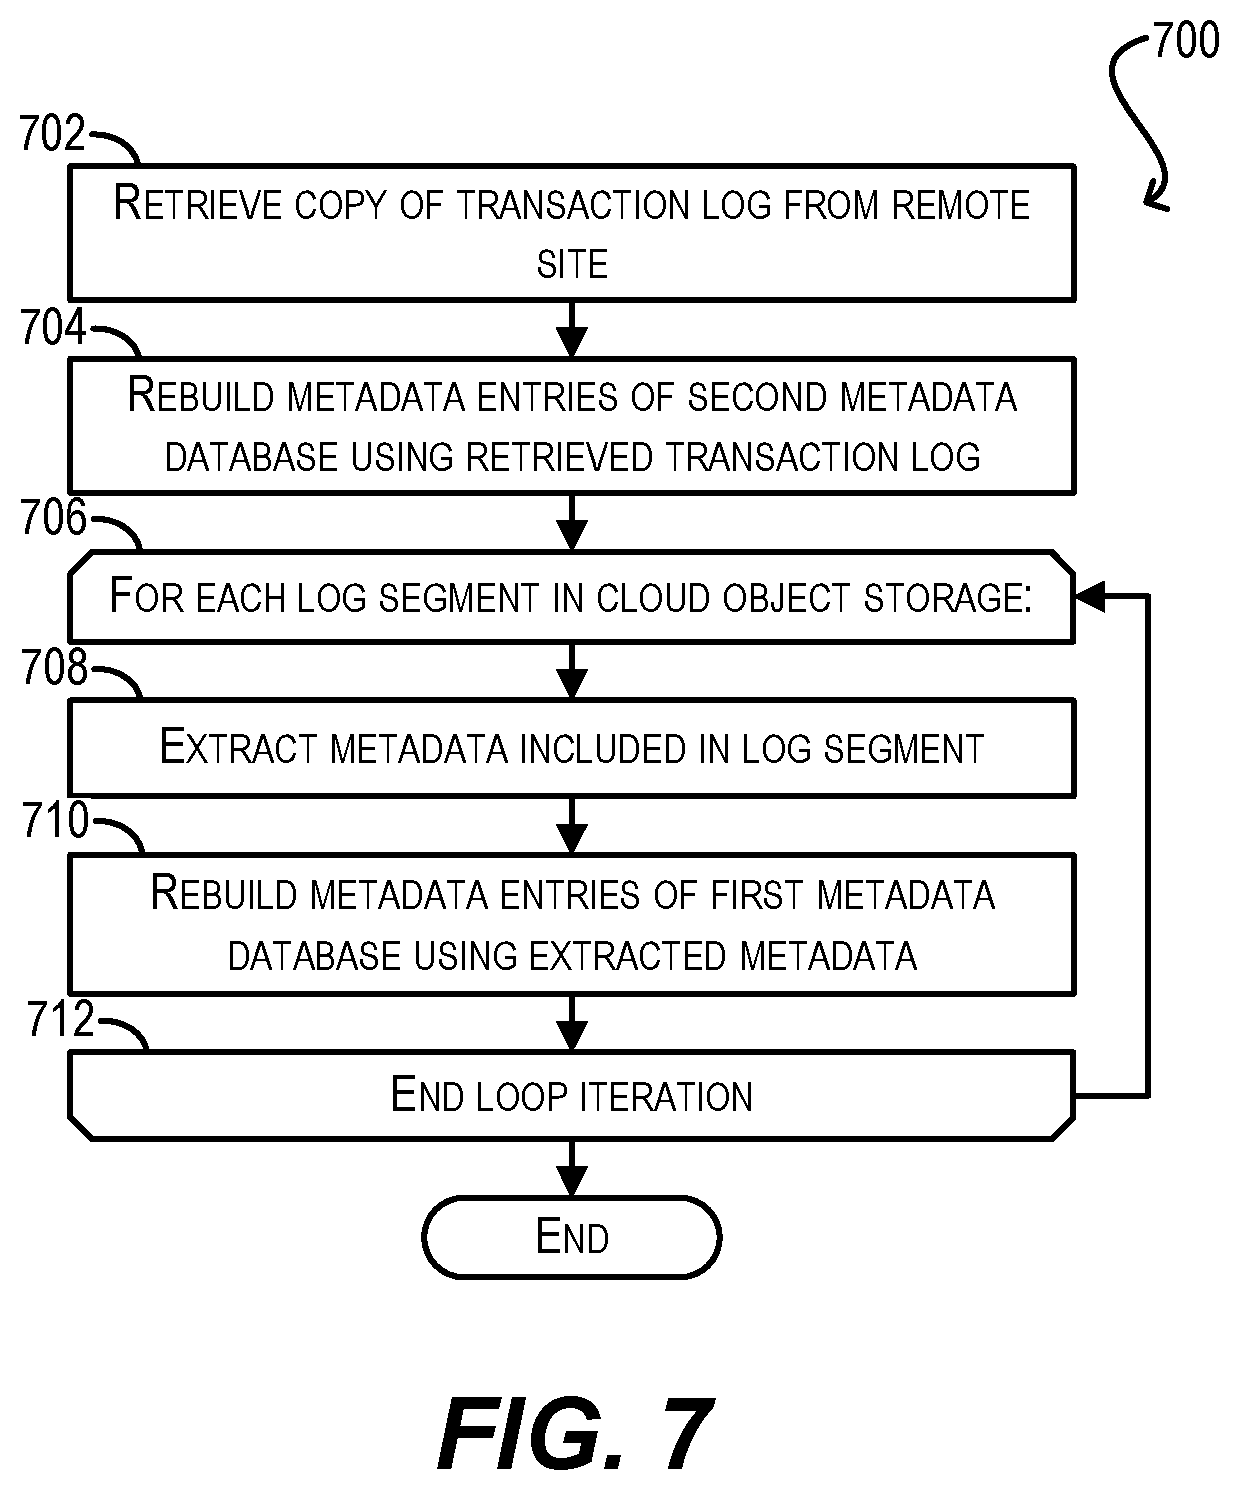 700
702
RETRIEVE COPY OF TRANSACTION LOG FROM REMOTE
SITE
704
REBUILD METADATA ENTRIES OF SECOND METADATA
DATABASE USING RETRIEVED TRANSACTION LOG
706
FOR EACH LOG SEGMENT IN CLOUD OBJECT STORAGE:
708
EXTRACT METADATA INCLUDED IN LOG SEGMENT
710
REBUILD METADATA ENTRIES OF FIRST METADATA
DATABASE USING EXTRACTED METADATA
712
END LOOP ITERATION
END
FIG. 7